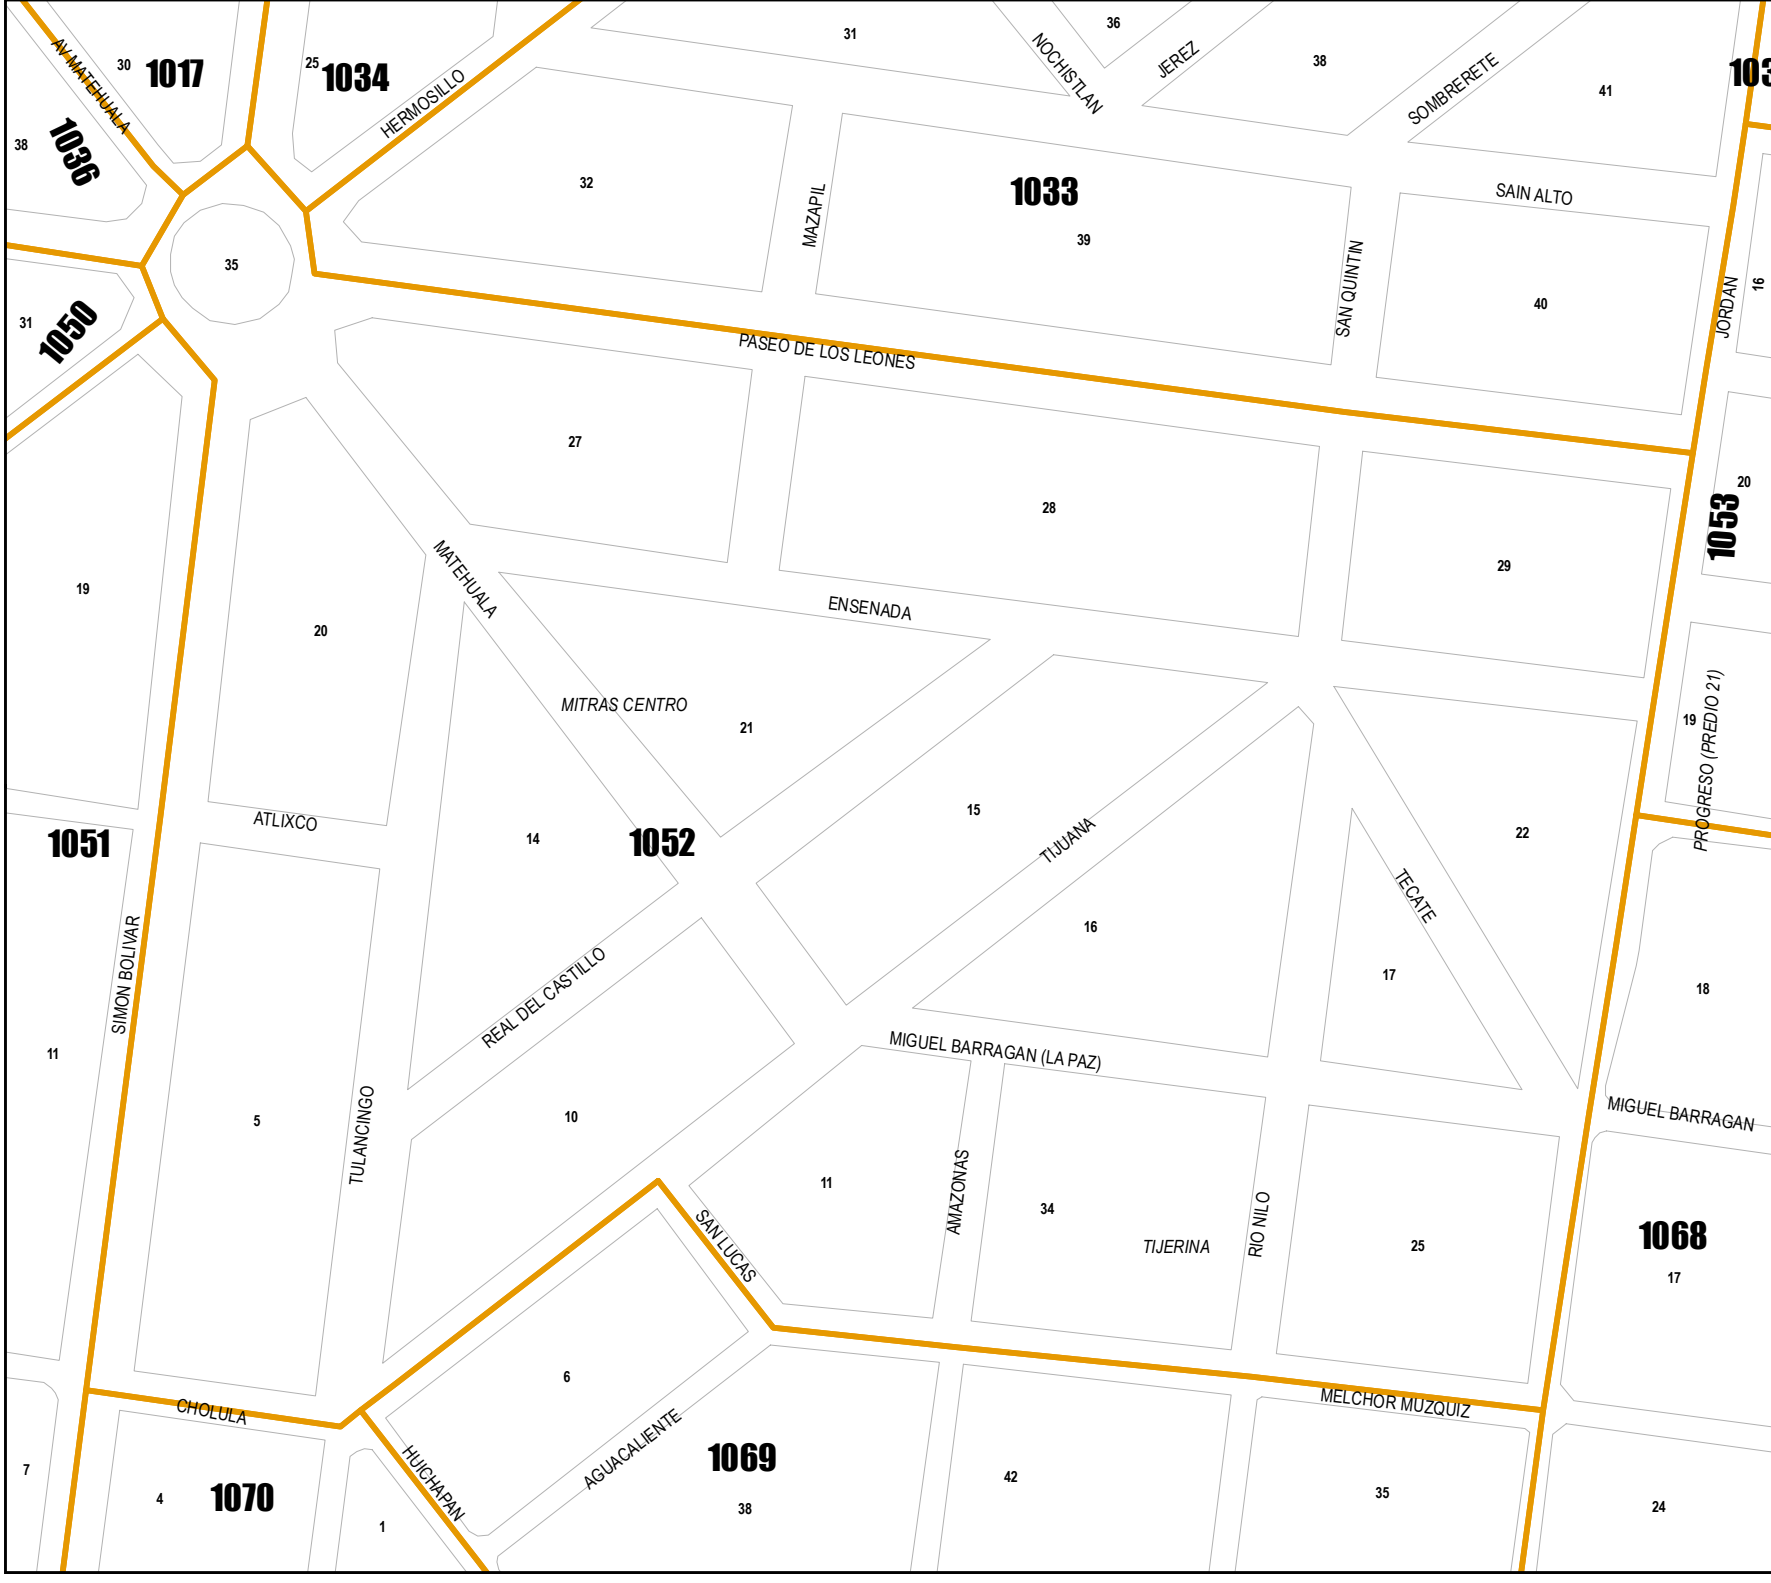 36
31
NOCHISTLAN
JEREZ
38
SOMBRERETE
41
103
30
1017
AV MATEHUALA
25
1034
HERMOSILLO
38
1036
32
MAZAPIL
1033
39
SAIN ALTO
SAN QUINTIN
40
JORDAN
16
35
31
1050
PASEO DE LOS LEONES
27
28
29
20
1053
MATEHUALA
ENSENADA
19
20
MITRAS CENTRO
21
15
TIJUANA
22
19
PROGRESO (PREDIO 21)
ATLIXCO
14
1052
1051
TECATE
16
17
18
SIMON BOLIVAR
REAL DEL CASTILLO
11
MIGUEL BARRAGAN (LA PAZ)
5
TULANCINGO
10
MIGUEL BARRAGAN
11
AMAZONAS
34
RIO NILO
TIJERINA
25
1068
17
SAN LUCAS
6
CHOLULA
MELCHOR MUZQUIZ
AGUACALIENTE
HUICHAPAN
1069
38
42
35
24
7
4
1070
1